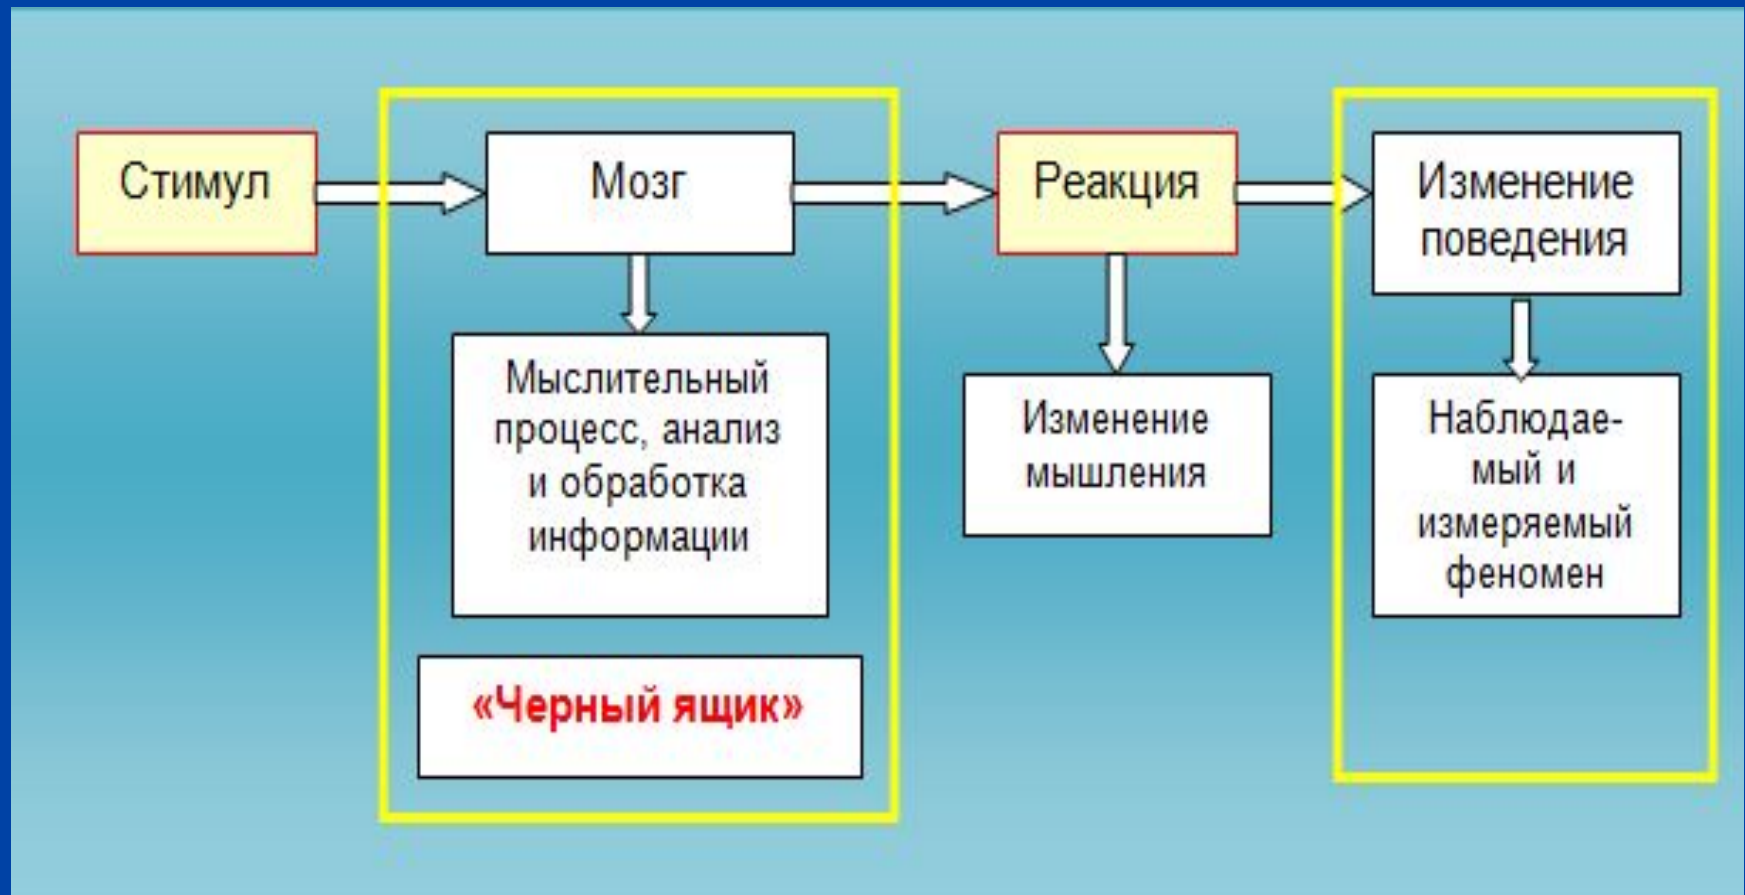 Стимул
Мозг
Мыслительный
процесс, анализ
и обработка
информации
«Черный ящик»
Реакция
Изменение
мышления
Изменение
поведения
Наблюдае-
мый и
измеряемый
феномен